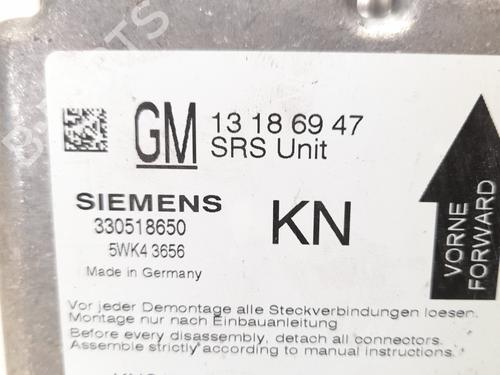 GM
13 18 69 47
SRS Unit
SIEMENS
330518650
5WK4 3656
KN
Made in Germany
VORNE
FORWARD
Vor jeder Demontage alle Steckverbindungen loesen.
Montage nur nach Einbauanleitung
Before every disassembly, detach all connectors.
Assemble strictly according to manual instructions.